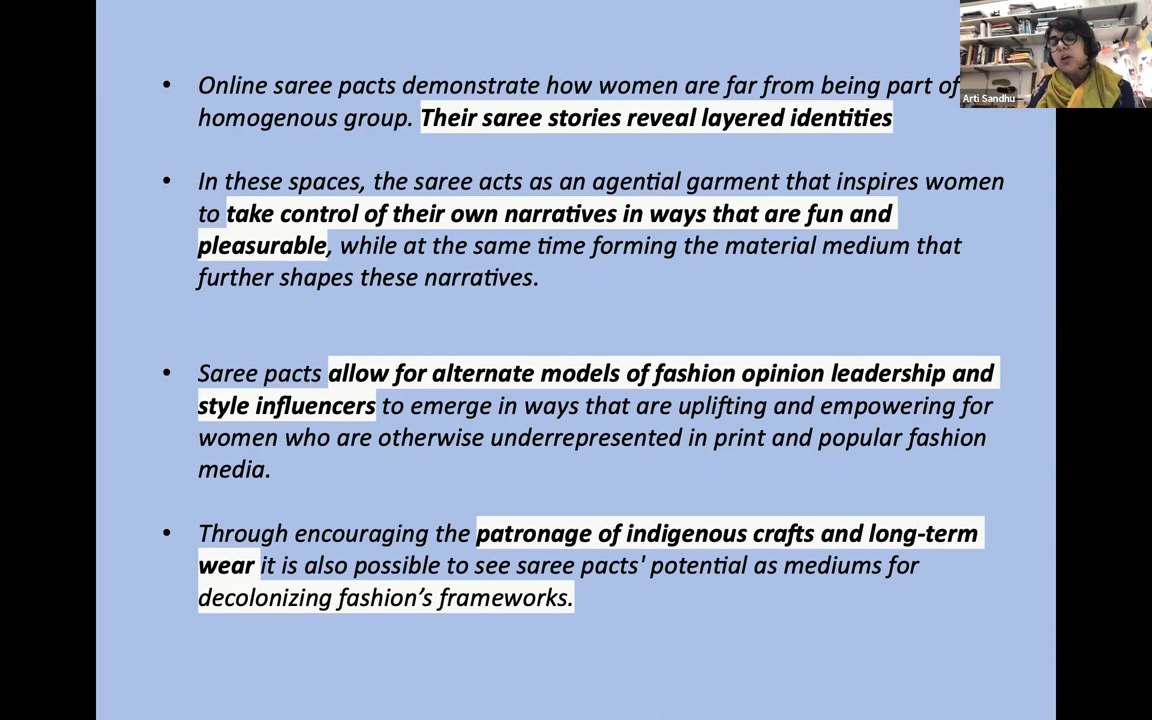 • Online saree pacts demonstrate how women are far from being part of
homogenous group. Their saree stories reveal layered identities
• In these spaces, the saree acts as an agential garment that inspires women
to take control of their own narratives in ways that are fun and
pleasurable, while at the same time forming the material medium that
further shapes these narratives.
• Saree pacts allow for alternate models of fashion opinion leadership and
style influencers to emerge in ways that are uplifting and empowering for
women who are otherwise underrepresented in print and popular fashion
media.
• Through encouraging the patronage of indigenous crafts and long-term
wear it is also possible to see saree pacts' potential as mediums for
decolonizing fashion’s frameworks.
Arti Sandhu